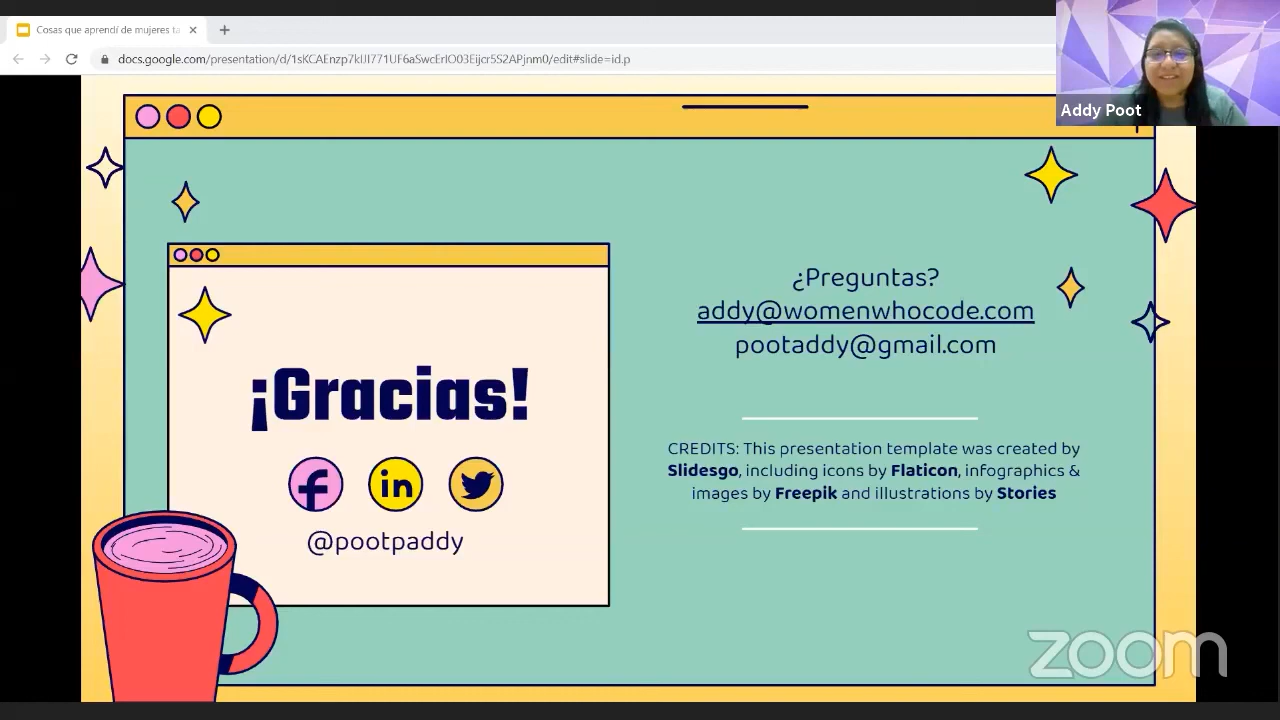 Cosas que aprendí de mujeres ta
docs.google.com/presentation/d/1sKCAEnzp7kIJI771UF6aSwcErIO03Eijcr5S2APjnm0/edit#slide=id.p
Addy Poot
¡Gracias!
@pootpaddy
¿Preguntas?
addy@womenwhocode.com
pootaddy@gmail.com
CREDITS: This presentation template was created by
Slidesgo, including icons by Flaticon, infographics &
images by Freepik and illustrations by Stories
zoom